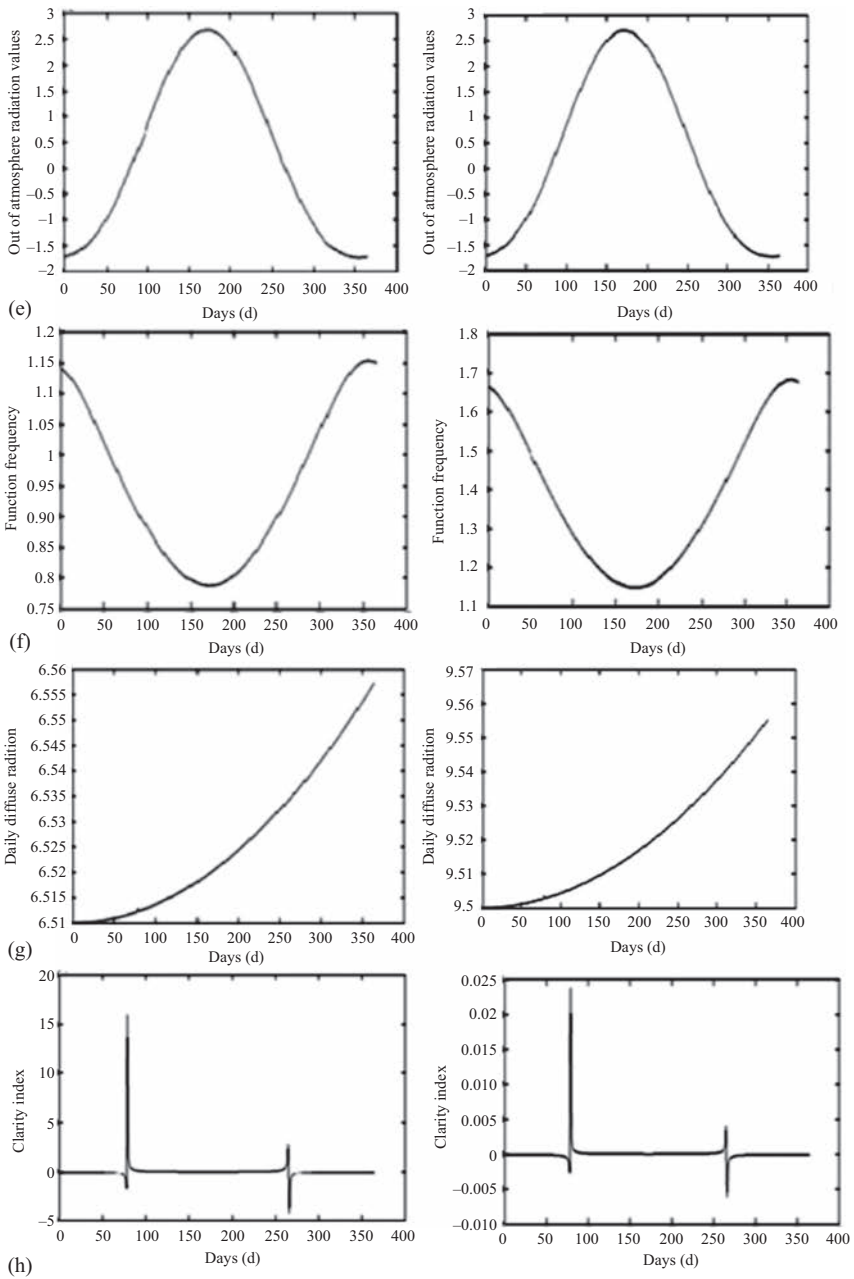 Out of atmosphere radiation values
3
2.5
2
1.5
1
0.5
0
–0.5
–1
–1.5
–2
0 50 100 150 200 250 300 350 400
Days (d)
Out of atmosphere radiation values
3
2.5
2
1.5
1
0.5
0
–0.5
–1
–1.5
–2
0 50 100 150 200 250 300 350 400
Days (d)
(e)
Function frequency
1.2
1.15
1.1
1.05
1
0.95
0.90
0.85
0.8
0.75
0 50 100 150 200 250 300 350 400
Days (d)
Function frequency
1.8
1.7
1.6
1.5
1.4
1.3
1.2
1.1
0 50 100 150 200 250 300 350 400
Days (d)
(f)
Daily diffuse radition
6.56
6.555
6.55
6.545
6.54
6.53
6.53
6.52
6.52
6.515
6.51
0 50 100 150 200 250 300 350 400
Days (d)
Daily diffuse radition
9.57
9.56
9.55
9.54
9.53
9.51
9.51
9.5
0 50 100 150 200 250 300 350 400
Days (d)
(g)
Clarity index
20
15
10
5
0
–5
0 50 100 150 200 250 300 350 400
Days (d)
Clarity index
0.025
0.02
0.015
0.01
0.005
0
–0.005
–0.010
0 50 100 150 200 250 300 350 400
Days (d)
(h)